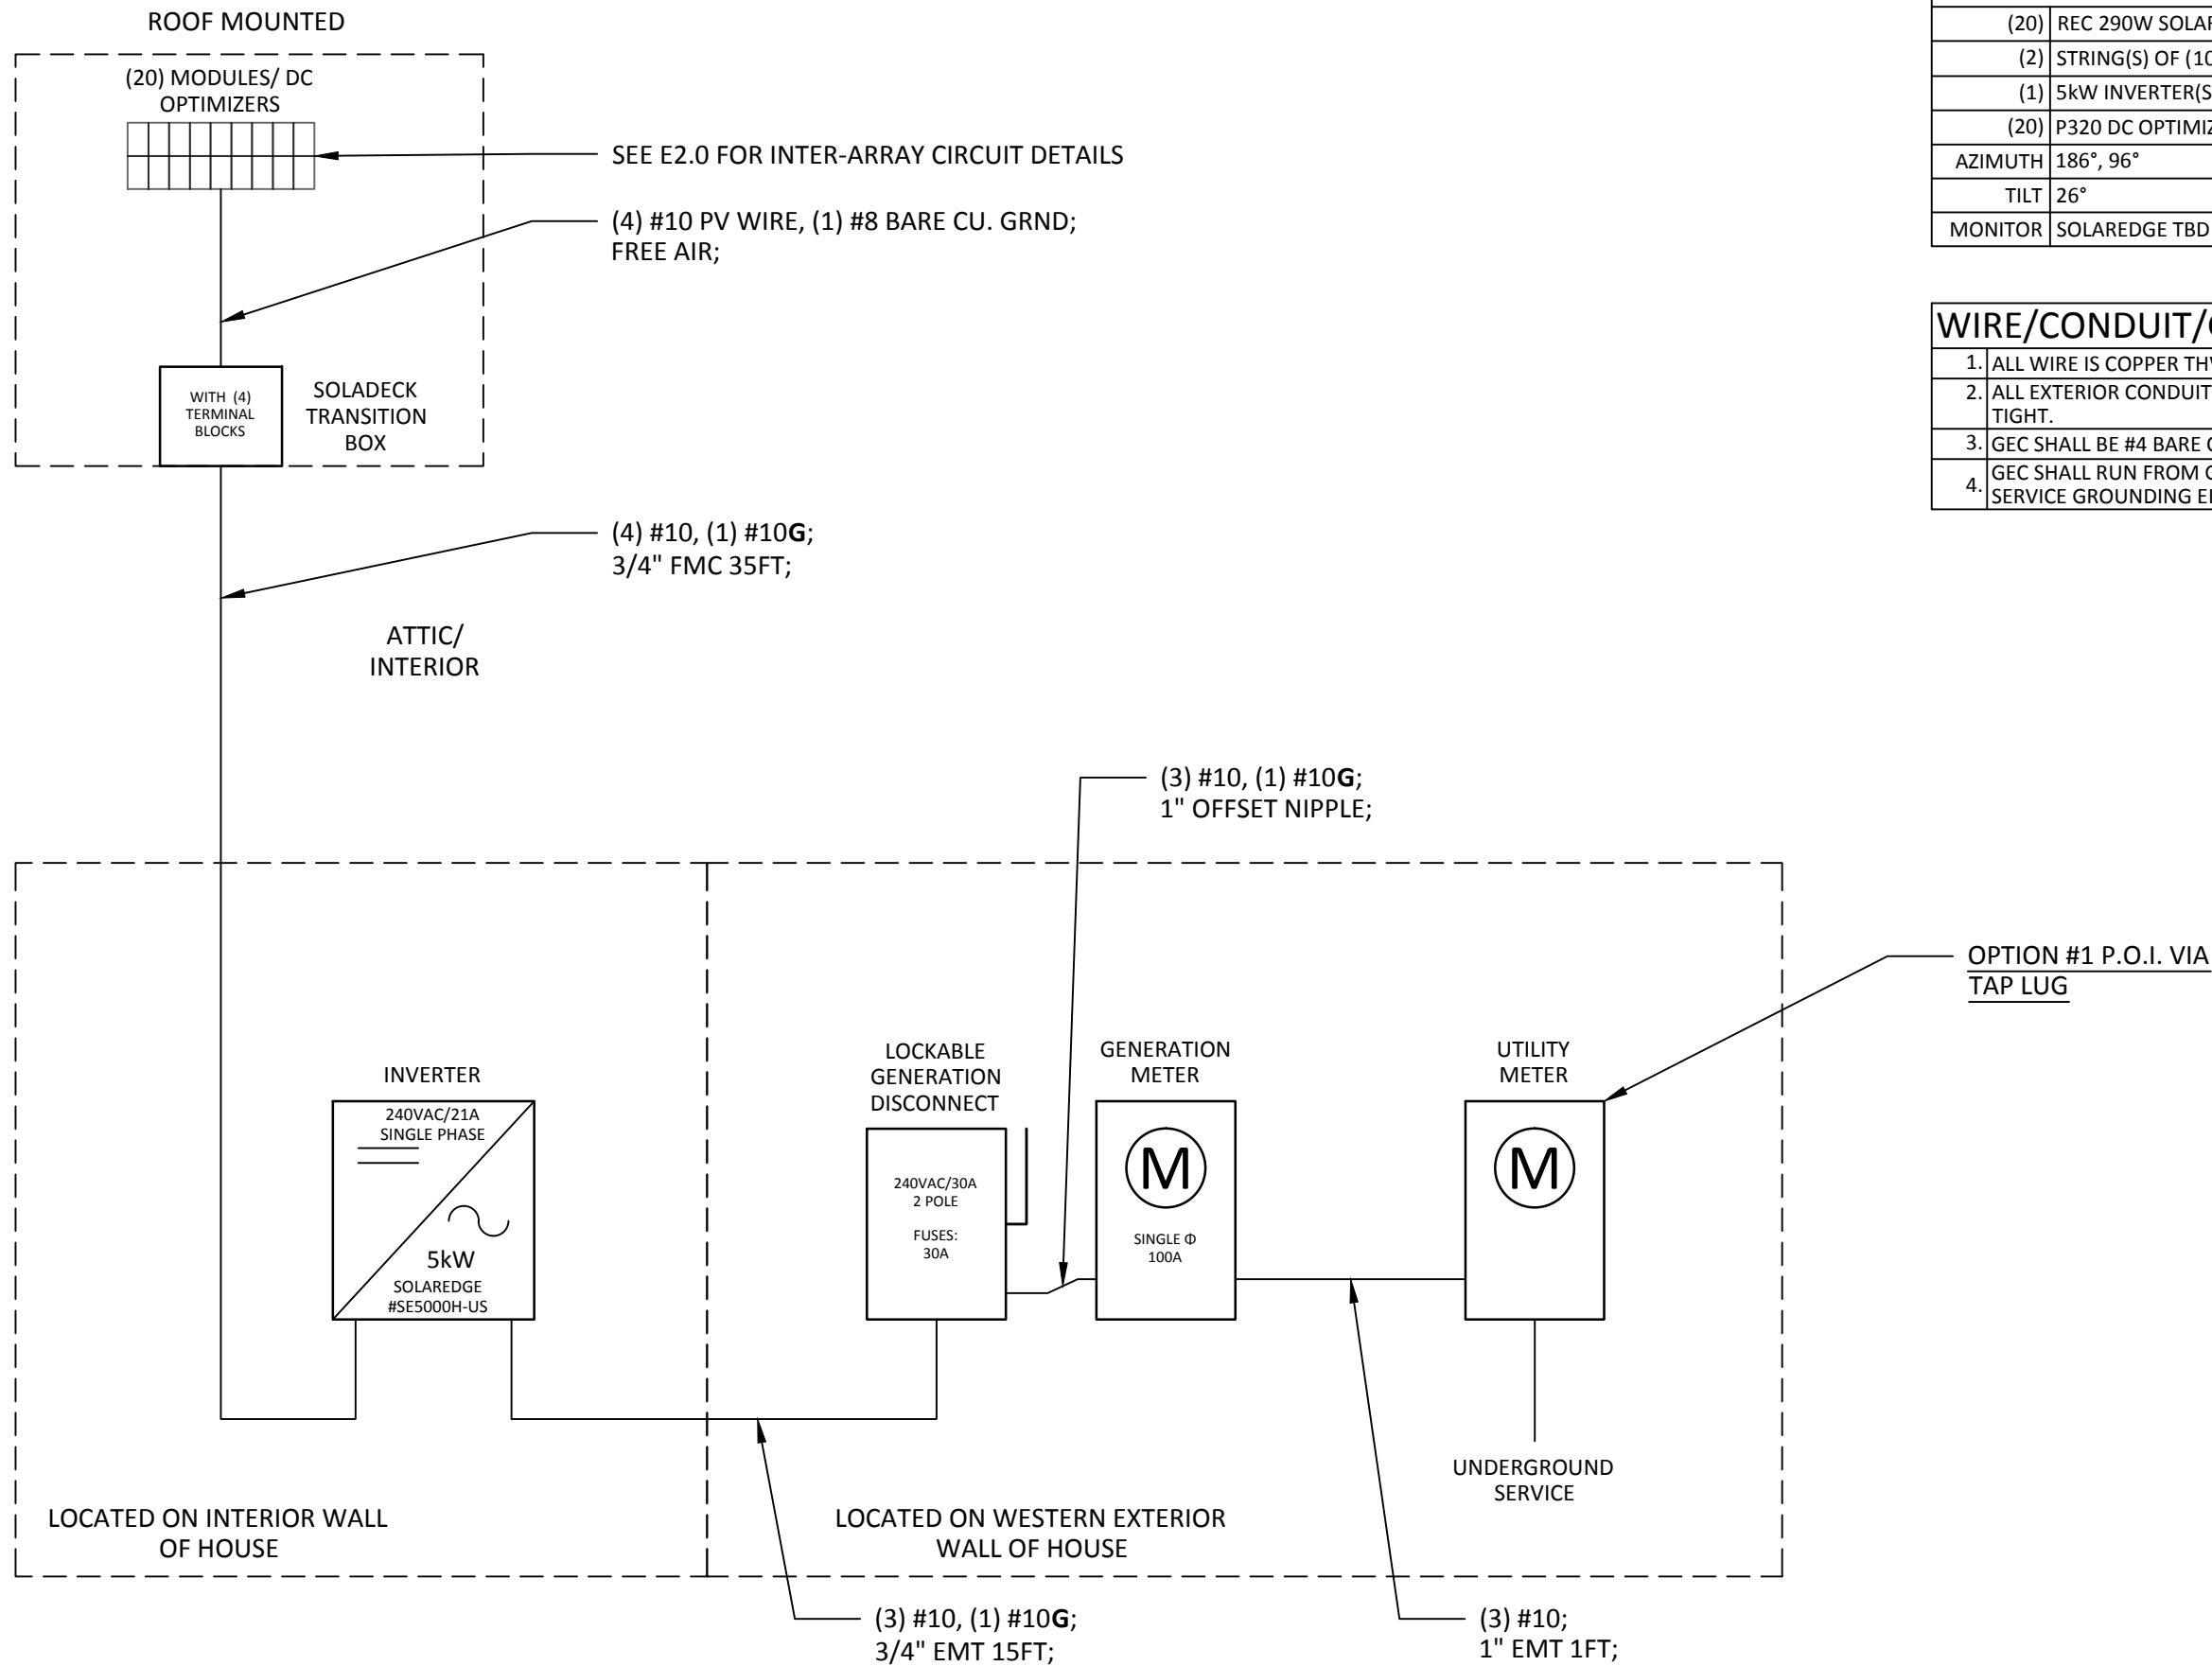 ROOF MOUNTED
(20) MODULES/ DC
OPTIMIZERS
SEE E2.0 FOR INTER-ARRAY CIRCUIT DETAILS
(4) #10 PV WIRE, (1) #8 BARE CU. GRND;
FREE AIR;
WITH (4)
TERMINAL
BLOCKS
SOLADECK
TRANSITION
BOX
(4) #10, (1) #10G;
3/4" FMC 35FT;
ATTIC/
INTERIOR
(20) REC 290W
(2) STRING(S) OF
(1) 5kW
(20) P320 DC
AZIMUTH 186°, 96°
TILT 26°
MONITOR SOLAREDGE TBD
WIRE/CONDUIT/
1. ALL WIRE IS COPPER
2. ALL EXTERIOR CONDUIT
TIGHT.
3. GEC SHALL BE #4 BARE
4. GEC SHALL RUN FROM
SERVICE GROUNDING
(3) #10, (1) #10G;
1" OFFSET NIPPLE;
OPTION #1 P.O.I. VIA
TAP LUG
INVERTER
240VAC/21A
SINGLE PHASE
5kW
SOLAREDGE
#SE5000H-US
LOCKABLE
GENERATION
DISCONNECT
240VAC/30A
2 POLE
FUSES:
30A
GENERATION
METER
M
SINGLE Φ
100A
UTILITY
METER
M
UNDERGROUND
SERVICE
LOCATED ON INTERIOR WALL
OF HOUSE
LOCATED ON WESTERN EXTERIOR
WALL OF HOUSE
(3) #10, (1) #10G;
3/4" EMT 15FT;
(3) #10;
1" EMT 1FT;